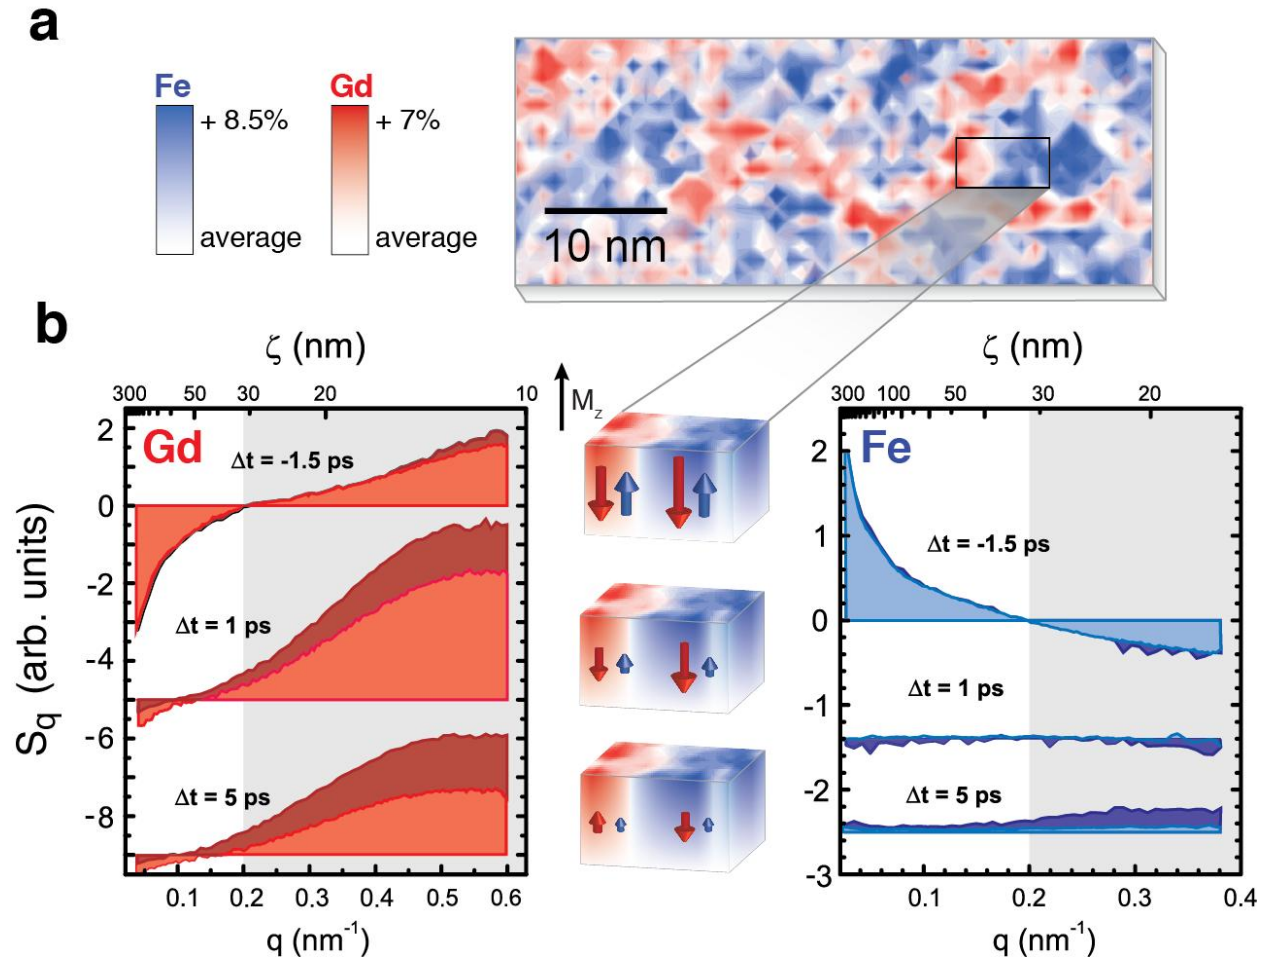 a
Fe
Gd
+ 8.5%
+ 7%
average
average
10 nm
b
ζ (nm)
300 50 30 20 10
Gd
Δt = -1.5 ps
Δt = 1 ps
Δt = 5 ps
2
0
-2
-4
-6
-8
Sq (arb. units)
0.1 0.2 0.3 0.4 0.5 0.6
q (nm⁻¹)
Mz
ζ (nm)
300 100 50 30 20
Fe
Δt = -1.5 ps
Δt = 1 ps
Δt = 5 ps
2
1
0
-1
-2
-3
0.1 0.2 0.3 0.4
q (nm⁻¹)